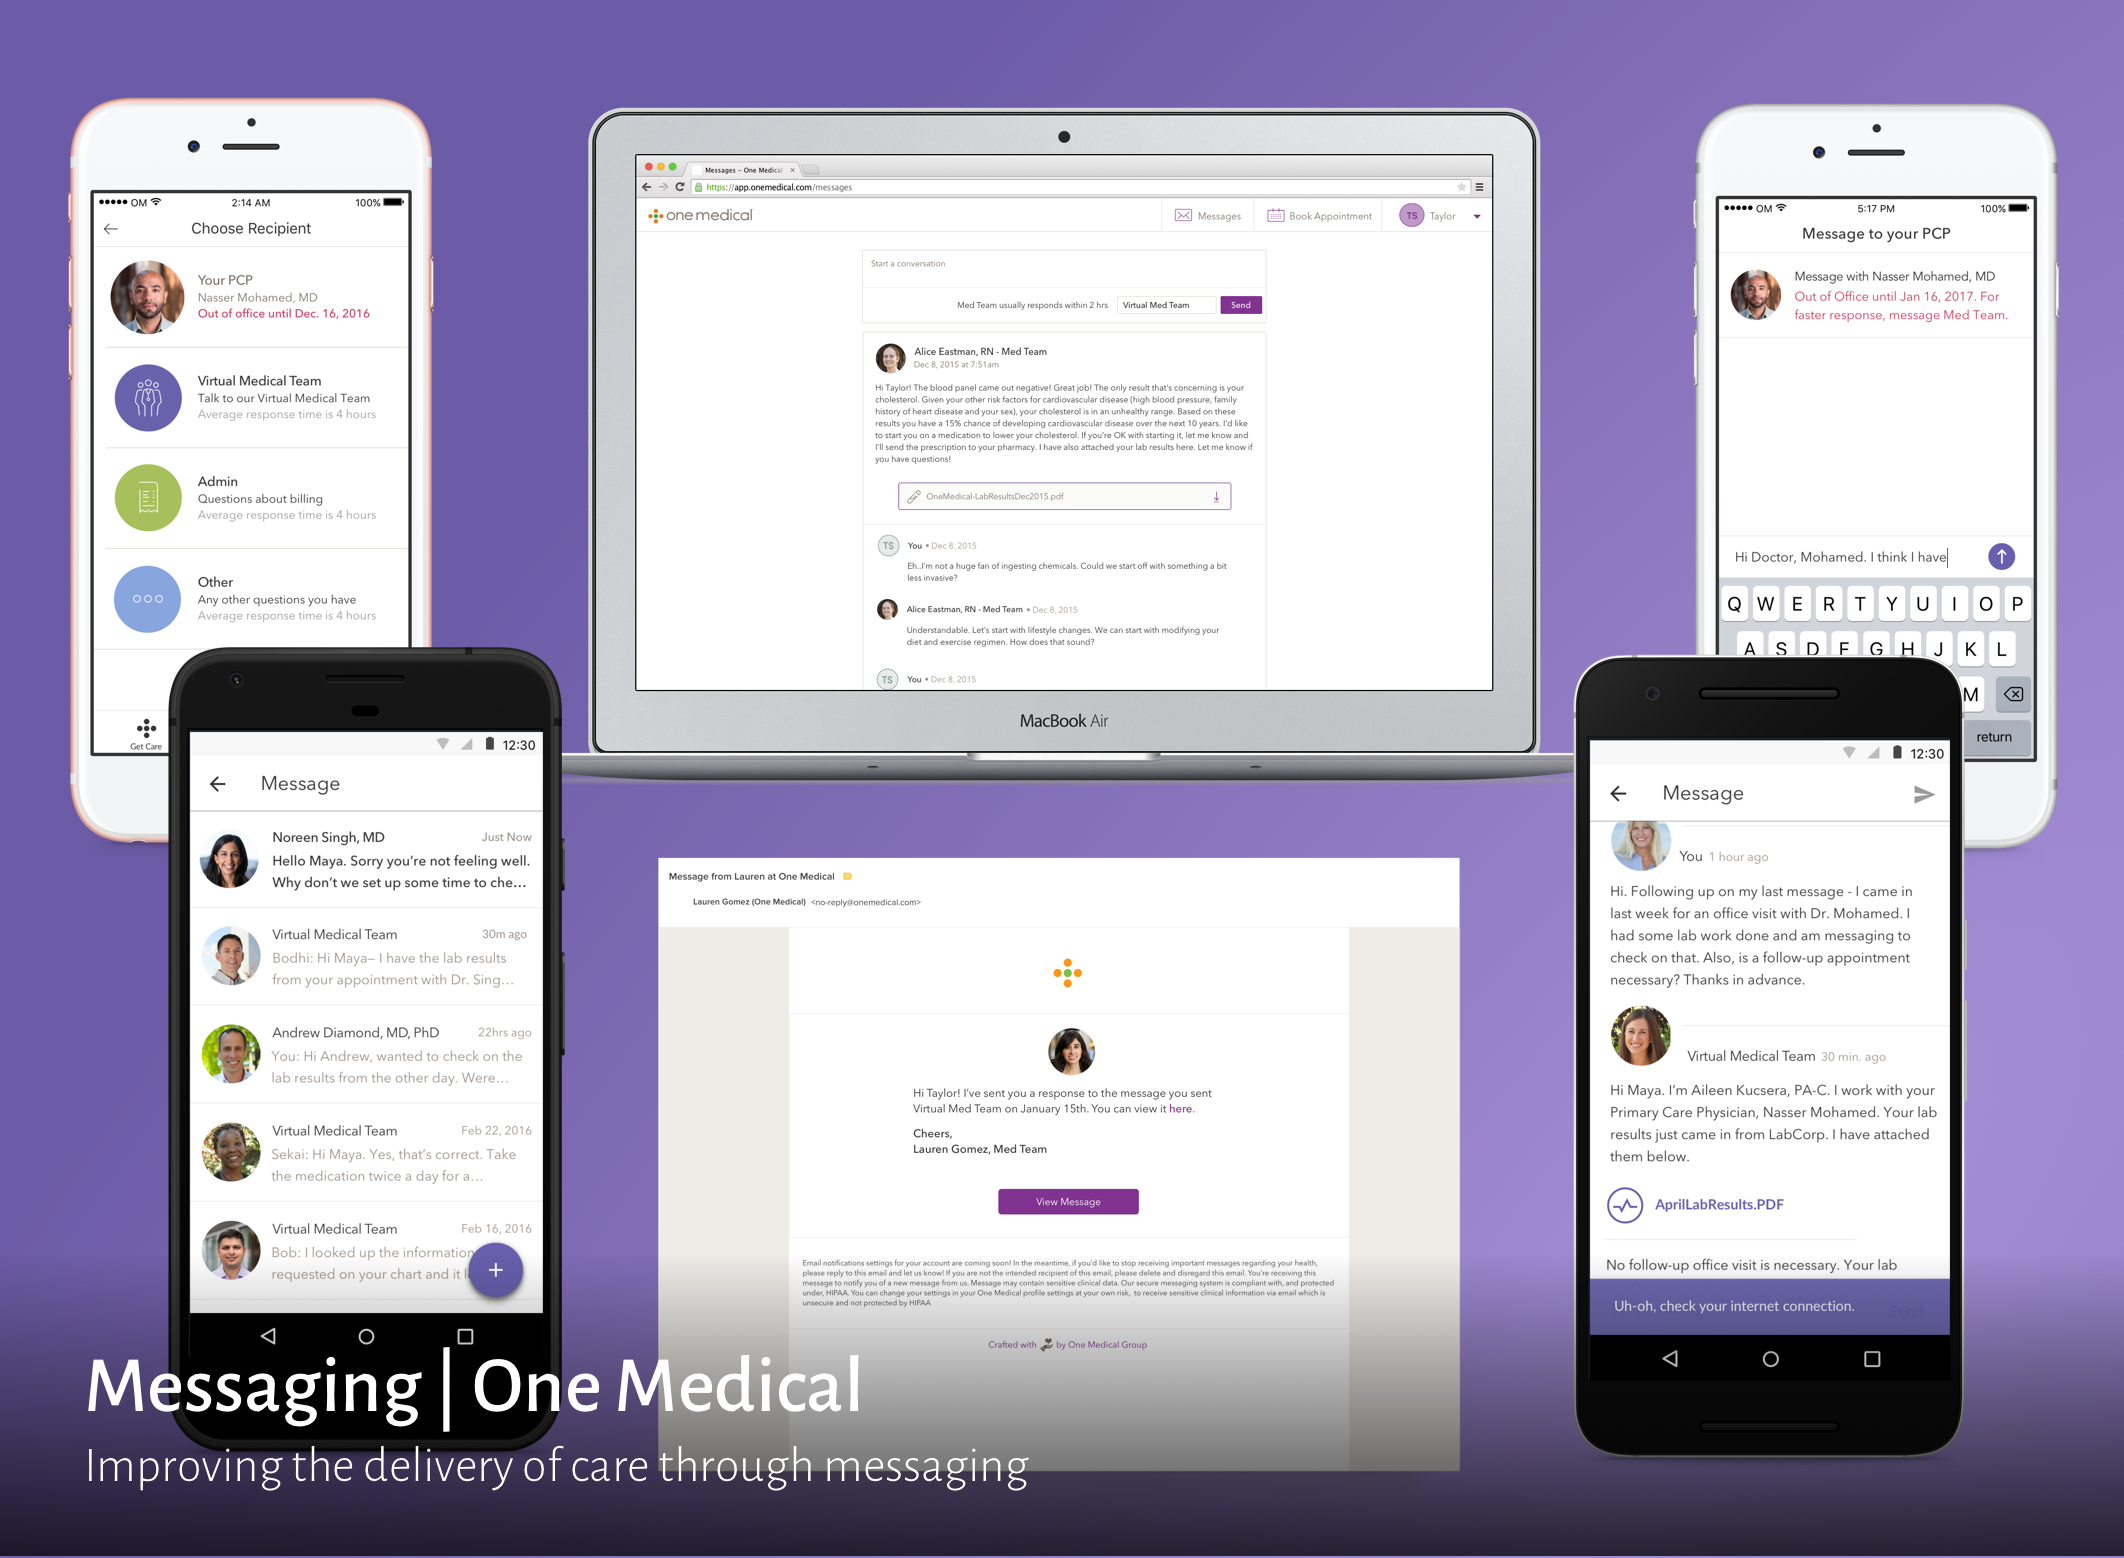 OM
2:14 AM
100%
Choose Recipient
Your PCP
Nasser Mohamed, MD
Out of office until Dec. 16, 2016
Virtual Medical Team
Talk to our Virtual Medical Team
Average response time is 4 hours
Admin
Questions about billing
Average response time is 4 hours
Other
Any other questions you have
Average response time is 4 hours
Get Care
Messages – One Medical
https://app.onemedical.com/messages
one medical
Messages
Book Appointment
TS Taylor
Start a conversation
Med Team usually responds within 2 hrs
Virtual Med Team
Send
Alice Eastman, RN - Med Team
Dec 8, 2015 at 7:51am
Hi Taylor! The blood panel came out negative! Great job! The only result that's concerning is your
cholesterol. Given your other risk factors for cardiovascular disease (high blood pressure, family
history of heart disease and your sex), your cholesterol is in an unhealthy range. Based on these
results you have a 15% chance of developing cardiovascular disease over the next 10 years. I'd like
to start you on a medication to lower your cholesterol. If you're OK with starting it, let me know and
I'll send the prescription to your pharmacy. I have also attached your lab results here. Let me know if
you have questions!
OneMedical-LabResultsDec2015.pdf
TS You • Dec 8, 2015
Eh..I'm not a huge fan of ingesting chemicals. Could we start off with something a bit
less invasive?
Alice Eastman, RN - Med Team • Dec 8, 2015
Understandable. Let's start with lifestyle changes. We can start with modifying your
diet and exercise regimen. How does that sound?
TS You • Dec 8, 2015
MacBook Air
OM
5:17 PM
100%
Message to your PCP
Message with Nasser Mohamed, MD
Out of Office until Jan 16, 2017. For
faster response, message Med Team.
Hi Doctor, Mohamed. I think I have
Q W E R T Y U I O P
A S D F G H J K L
M
return
12:30
Message
Noreen Singh, MD
Just Now
Hello Maya. Sorry you're not feeling well.
Why don't we set up some time to che...
Virtual Medical Team
30m ago
Bodhi: Hi Maya– I have the lab results
from your appointment with Dr. Sing...
Andrew Diamond, MD, PhD
22hrs ago
You: Hi Andrew, wanted to check on the
lab results from the other day. Were...
Virtual Medical Team
Feb 22, 2016
Sekai: Hi Maya. Yes, that's correct. Take
the medication twice a day for a...
Virtual Medical Team
Feb 16, 2016
Bob: I looked up the information
requested on your chart and it
+
Message from Lauren at One Medical
Lauren Gomez (One Medical) <no-reply@onemedical.com>
Hi Taylor! I've sent you a response to the message you sent
Virtual Med Team on January 15th. You can view it here.
Cheers,
Lauren Gomez, Med Team
View Message
Email notifications settings for your account are coming soon! In the meantime, if you'd like to stop receiving important messages regarding your health,
please reply to this email and let us know! If you are not the intended recipient of this email, please delete and disregard this email. You're receiving this
message to notify you of a new message from us. Message may contain sensitive clinical data. Our secure messaging system is compliant with, and protected
under, HIPAA. You can change your settings in your One Medical profile settings at your own risk, to receive sensitive clinical information via email which is
unsecure and not protected by HIPAA
Crafted with by One Medical Group
12:30
Message
You 1 hour ago
Hi. Following up on my last message - I came in
last week for an office visit with Dr. Mohamed. I
had some lab work done and am messaging to
check on that. Also, is a follow-up appointment
necessary? Thanks in advance.
Virtual Medical Team 30 min. ago
Hi Maya. I'm Aileen Kucsera, PA-C. I work with your
Primary Care Physician, Nasser Mohamed. Your lab
results just came in from LabCorp. I have attached
them below.
AprilLabResults.PDF
No follow-up office visit is necessary. Your lab
Uh-oh, check your internet connection.
Send
Messaging | One Medical
Improving the delivery of care through messaging